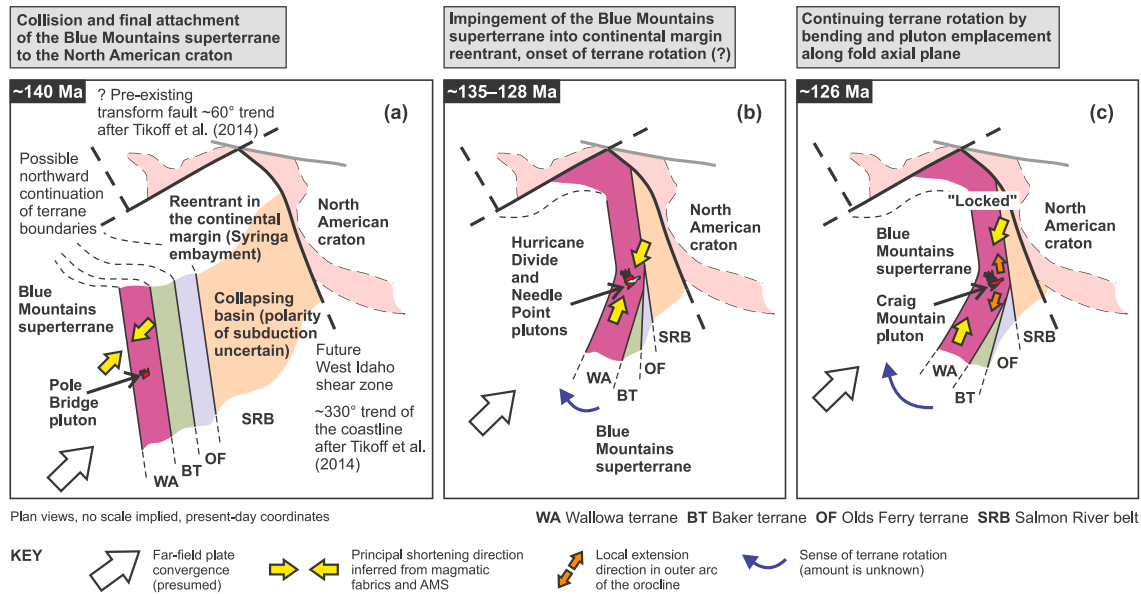 Collision and final attachment
of the Blue Mountains superterrane
to the North American craton
~140 Ma
(a)
? Pre-existing
transform fault ~60° trend
after Tikoff et al. (2014)
Possible
northward
continuation
of terrane
boundaries
Reentrant in
the continental
margin (Syringa
embayment)
North
American
craton
Blue
Mountains
superterrane
Collapsing
basin (polarity
of subduction
uncertain)
Pole
Bridge
pluton
Future
West Idaho
shear zone
~330° trend of
the coastline
after Tikoff et al.
(2014)
SRB
OF
BT
WA
Impingement of the Blue Mountains
superterrane into continental margin
reentrant, onset of terrane rotation (?)
~135–128 Ma
(b)
North
American
craton
Hurricane
Divide
and
Needle
Point
plutons
SRB
OF
WA
BT
Blue
Mountains
superterrane
Continuing terrane rotation by
bending and pluton emplacement
along fold axial plane
~126 Ma
(c)
"Locked"
North
American
craton
Blue
Mountains
superterrane
Craig
Mountain
pluton
SRB
OF
WA
BT
Plan views, no scale implied, present-day coordinates
WA Wallowa terrane BT Baker terrane OF Olds Ferry terrane SRB Salmon River belt
KEY
Far-field plate
convergence
(presumed)
Principal shortening direction
inferred from magmatic
fabrics and AMS
Local extension
direction in outer arc
of the orocline
Sense of terrane rotation
(amount is unknown)